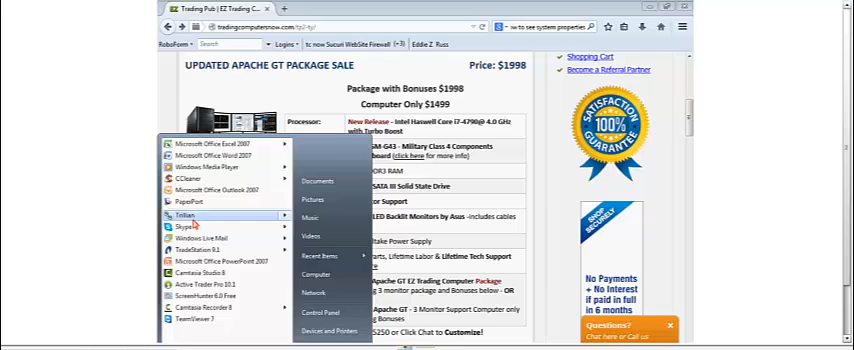 Trading Pub | EZ Trading C...
tradingcomputersnow.com/tp2-ty/
ow to see system properties
RoboForm
Search
Logins
tc now Sucuri WebSite Firewall
(+3)
Eddie Z Russ
UPDATED APACHE GT PACKAGE SALE
Price: $1998
Package with Bonuses $1998
Computer Only $1499
Processor:
New Release - Intel Haswell Core i7-4790@ 4.0 GHz
with Turbo Boost
SM-G43 - Military Class 4 Components
board (click here for more info)
DDR3 RAM
SATA III Solid State Drive
or Support
LED Backlit Monitors by Asus -includes cables
take Power Supply
arts, Lifetime Labor & Lifetime Tech Support
Apache GT EZ Trading Computer Package
g 3 monitor package and Bonuses below - OR
Apache GT - 3 Monitor Support Computer only
g Bonuses
$5250 or Click Chat to Customize!
Shopping Cart
Become a Referral Partner
SATISFACTION
100%
GUARANTEE
SHOP
SECURELY
No Payments
+ No Interest
if paid in full
in 6 months
Questions?
Chat here or Call us
Microsoft Office Excel 2007
Microsoft Office Word 2007
Windows Media Player
CCleaner
Microsoft Office Outlook 2007
PaperPort
Trillian
Skype
Windows Live Mail
TradeStation 9.1
Microsoft Office PowerPoint 2007
Camtasia Studio 8
Active Trader Pro 10.1
ScreenHunter 6.0 Free
Camtasia Recorder 8
TeamViewer 7
Documents
Pictures
Music
Videos
Recent Items
Computer
Network
Control Panel
Devices and Printers